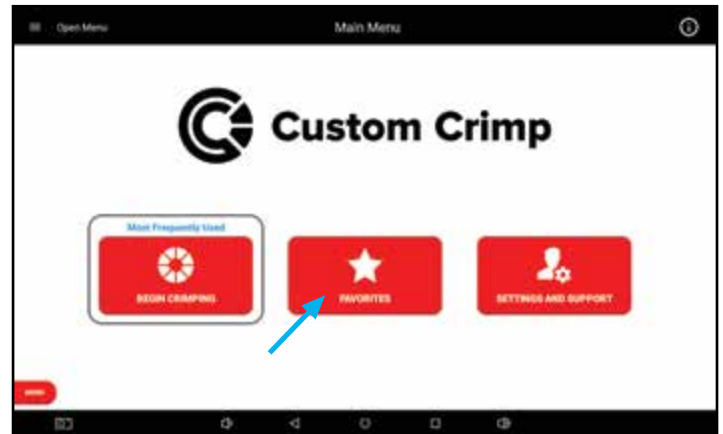 Open Menu
Main Menu
Custom Crimp
Most Frequently Used
BEGIN CRIMPING
FAVORITES
SETTINGS AND SUPPORT